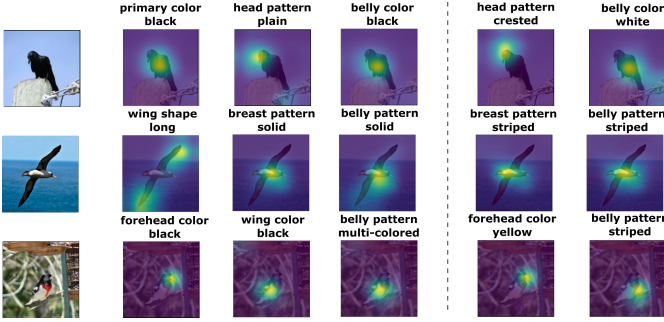 primary color
black
head pattern
plain
belly color
black
head pattern
crested
belly color
white
wing shape
long
breast pattern
solid
belly pattern
solid
breast pattern
striped
belly pattern
striped
forehead color
black
wing color
black
belly pattern
multi-colored
forehead color
yellow
belly pattern
striped